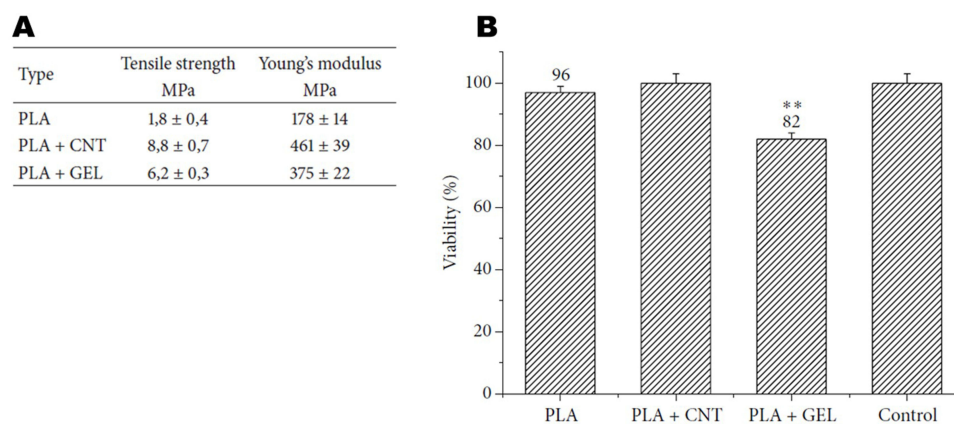 A
Type Tensile strength Young's modulus
MPa MPa
PLA 1,8 ± 0,4 178 ± 14
PLA + CNT 8,8 ± 0,7 461 ± 39
PLA + GEL 6,2 ± 0,3 375 ± 22
B
Viability (%)
100
80
60
40
20
0
96
**
82
PLA PLA + CNT PLA + GEL Control